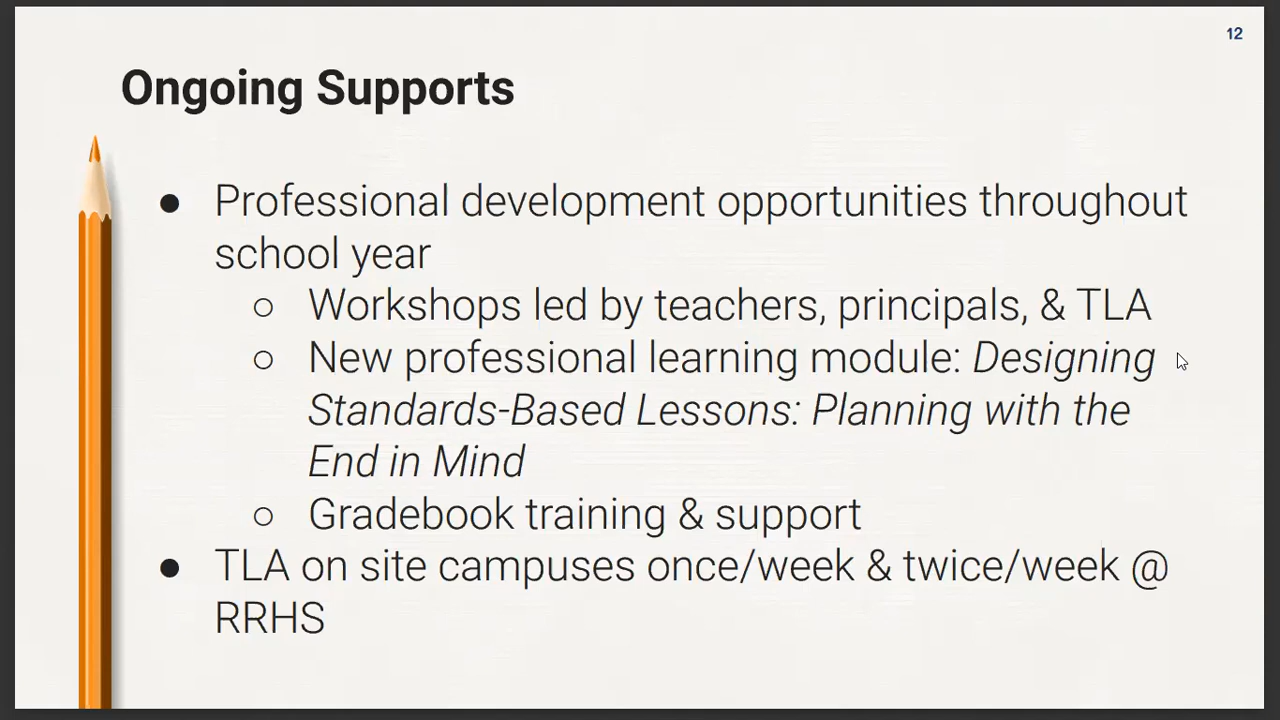 12
Ongoing Supports
● Professional development opportunities throughout
school year
○ Workshops led by teachers, principals, & TLA
○ New professional learning module: Designing
Standards-Based Lessons: Planning with the
End in Mind
○ Gradebook training & support
● TLA on site campuses once/week & twice/week @
RRHS